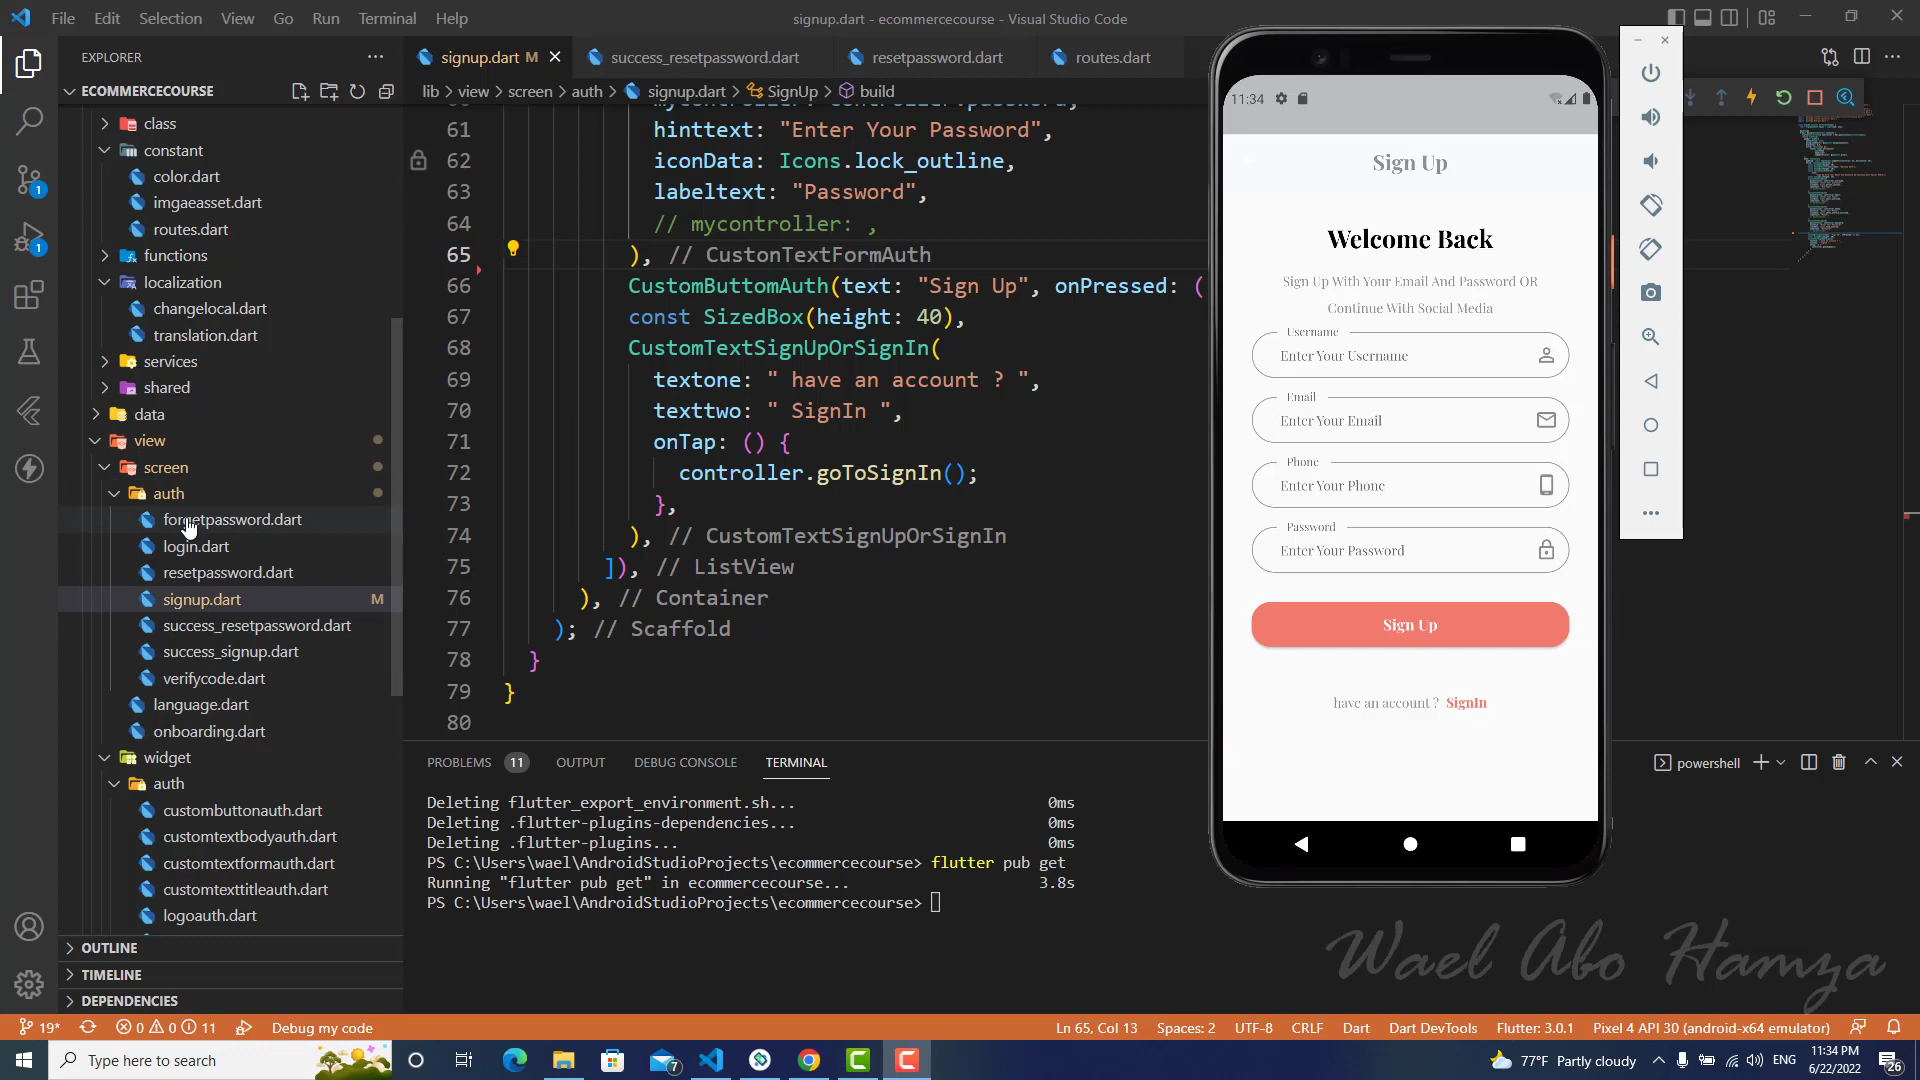 File Edit Selection View Go Run Terminal Help
signup.dart - ecommercecourse - Visual Studio Code
EXPLORER
signup.dart M
success_resetpassword.dart
resetpassword.dart
routes.dart
ECOMMERCECOURSE
lib > view > screen > auth > signup.dart > SignUp > build
class
constant
color.dart
imgaeasset.dart
routes.dart
functions
localization
changelocal.dart
translation.dart
services
shared
data
view
screen
auth
forgetpassword.dart
login.dart
resetpassword.dart
signup.dart M
success_resetpassword.dart
success_signup.dart
verifycode.dart
language.dart
onboarding.dart
widget
auth
custombuttonauth.dart
customtextbodyauth.dart
customtextformauth.dart
customtexttitleauth.dart
logoauth.dart
OUTLINE
TIMELINE
DEPENDENCIES
1
1
61 hinttext: "Enter Your Password",
62 iconData: Icons.lock_outline,
63 labeltext: "Password",
64 // mycontroller: ,
65 ), // CustonTextFormAuth
66 CustomButtomAuth(text: "Sign Up", onPressed: (
67 const SizedBox(height: 40),
68 CustomTextSignUpOrSignIn(
69 textone: " have an account ? ",
70 texttwo: " SignIn ",
71 onTap: () {
72 controller.goToSignIn();
73 },
74 ), // CustomTextSignUpOrSignIn
75 ]), // ListView
76 ), // Container
77 ); // Scaffold
78 }
79 }
80
PROBLEMS 11 OUTPUT DEBUG CONSOLE TERMINAL
powershell
Deleting flutter_export_environment.sh... 0ms
Deleting .flutter-plugins-dependencies... 0ms
Deleting .flutter-plugins... 0ms
PS C:\Users\wael\AndroidStudioProjects\ecommercecourse> flutter pub get
Running "flutter pub get" in ecommercecourse... 3.8s
PS C:\Users\wael\AndroidStudioProjects\ecommercecourse>
11:34
Sign Up
Welcome Back
Sign Up With Your Email And Password OR
Continue With Social Media
Username
Enter Your Username
Email
Enter Your Email
Phone
Enter Your Phone
Password
Enter Your Password
Sign Up
have an account ? SignIn
Wael Abo Hamza
19* 0 0 11 Debug my code
Ln 65, Col 13 Spaces: 2 UTF-8 CRLF Dart Dart DevTools Flutter: 3.0.1 Pixel 4 API 30 (android-x64 emulator)
Type here to search
7
77°F Partly cloudy
ENG
11:34 PM
6/22/2022
26